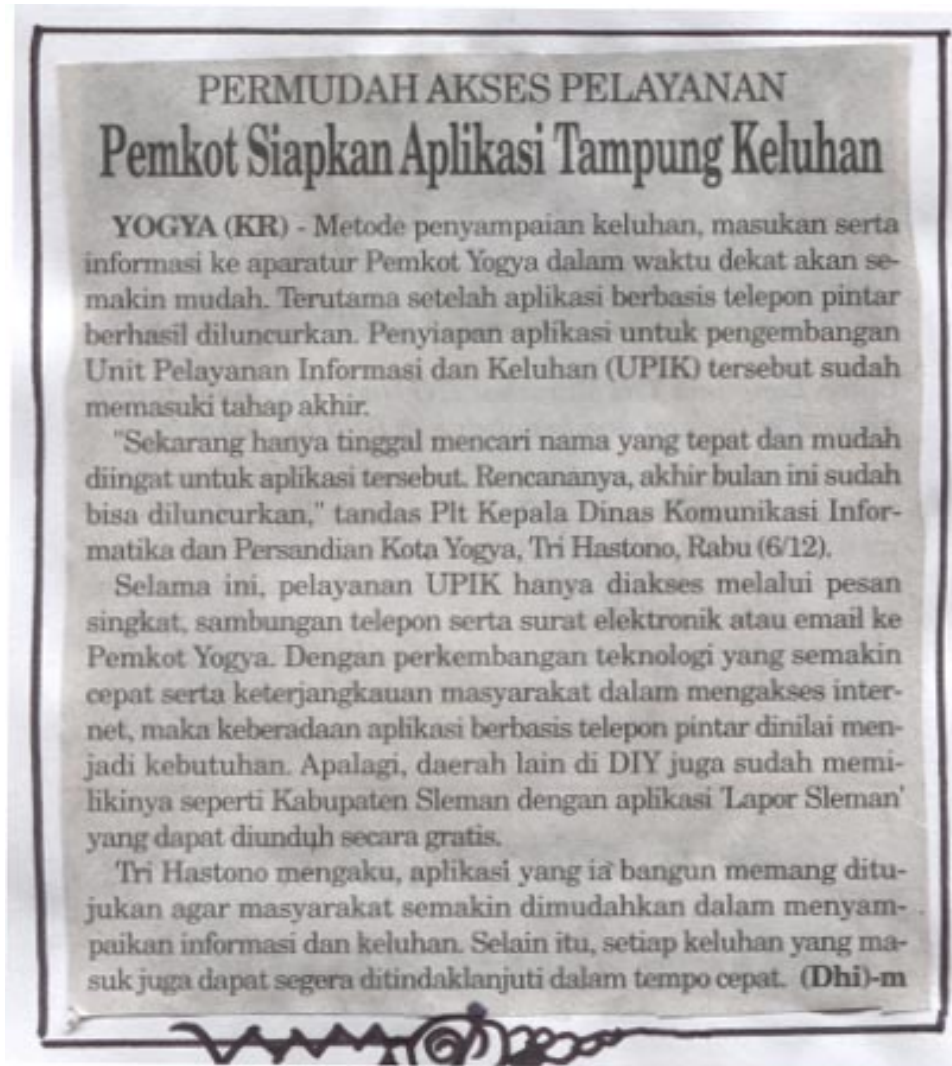 PERMUDAH AKSES PELAYANAN
Pemkot Siapkan Aplikasi Tampung Keluhan
YOGYA (KR) - Metode penyampaian keluhan, masukan serta
informasi ke aparatur Pemkot Yogya dalam waktu dekat akan se-
makin mudah. Terutama setelah aplikasi berbasis telepon pintar
berhasil diluncurkan. Penyiapan aplikasi untuk pengembangan
Unit Pelayanan Informasi dan Keluhan (UPIK) tersebut sudah
memasuki tahap akhir.
"Sekarang hanya tinggal mencari nama yang tepat dan mudah
diingat untuk aplikasi tersebut. Rencananya, akhir bulan ini sudah
bisa diluncurkan," tandas Plt Kepala Dinas Komunikasi Infor-
matika dan Persandian Kota Yogya, Tri Hastono, Rabu (6/12).
Selama ini, pelayanan UPIK hanya diakses melalui pesan
singkat, sambungan telepon serta surat elektronik atau email ke
Pemkot Yogya. Dengan perkembangan teknologi yang semakin
cepat serta keterjangkauan masyarakat dalam mengakses inter-
net, maka keberadaan aplikasi berbasis telepon pintar dinilai men-
jadi kebutuhan. Apalagi, daerah lain di DIY juga sudah memi-
likinya seperti Kabupaten Sleman dengan aplikasi 'Lapor Sleman'
yang dapat diunduh secara gratis.
Tri Hastono mengaku, aplikasi yang ia bangun memang ditu-
jukan agar masyarakat semakin dimudahkan dalam menyam-
paikan informasi dan keluhan. Selain itu, setiap keluhan yang ma-
suk juga dapat segera ditindaklanjuti dalam tempo cepat. (Dhi)-m